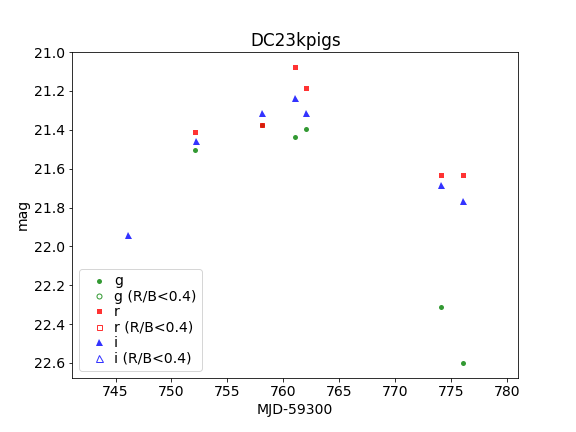 DC23kpigs
21.0
21.2
21.4
21.6
21.8
22.0
22.2
22.4
22.6
mag
g
g (R/B<0.4)
r
r (R/B<0.4)
i
i (R/B<0.4)
745 750 755 760 765 770 775 780
MJD-59300